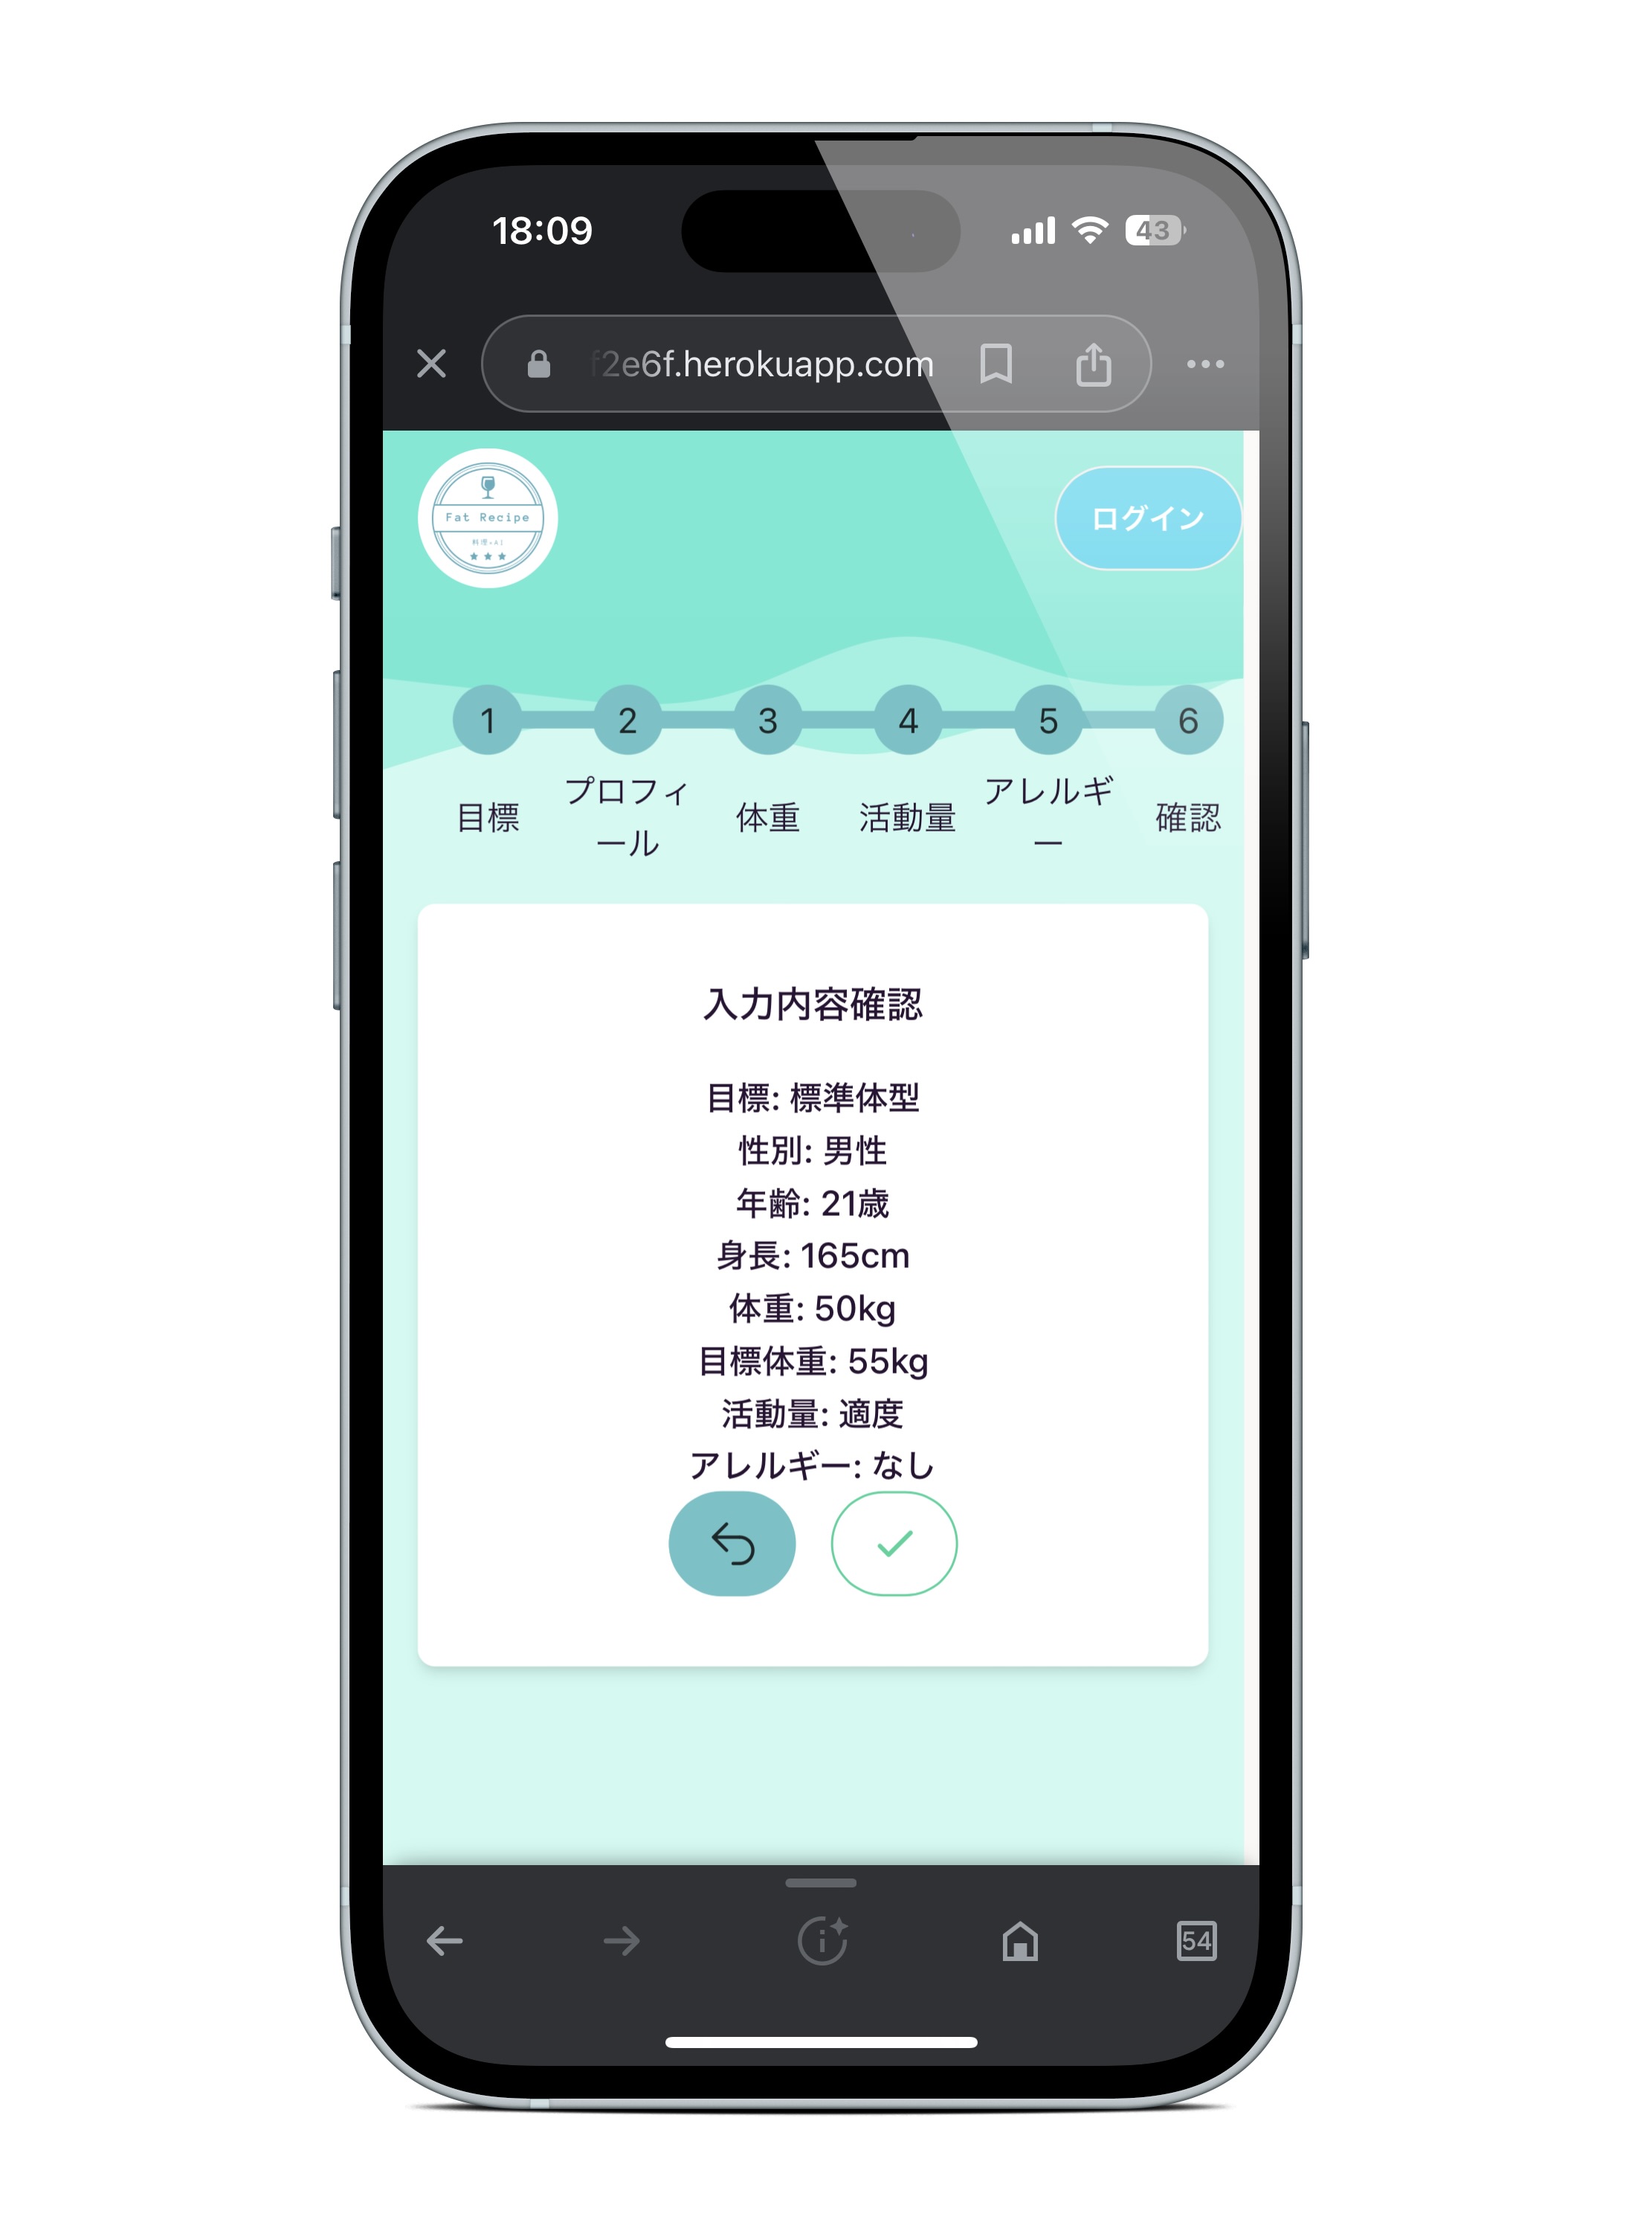 18:09
43
f2e6f.herokuapp.com
Fat Recipe
料理×AI
ログイン
1 2 3 4 5 6
目標 プロフィール 体重 活動量 アレルギー 確認
入力内容確認
目標: 標準体型
性別: 男性
年齢: 21歳
身長: 165cm
体重: 50kg
目標体重: 55kg
活動量: 適度
アレルギー: なし
54